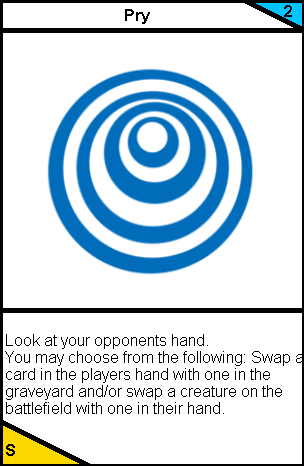 Pry
2
Look at your opponents hand.
You may choose from the following: Swap a
card in the players hand with one in the
graveyard and/or swap a creature on the
battlefield with one in their hand.
S